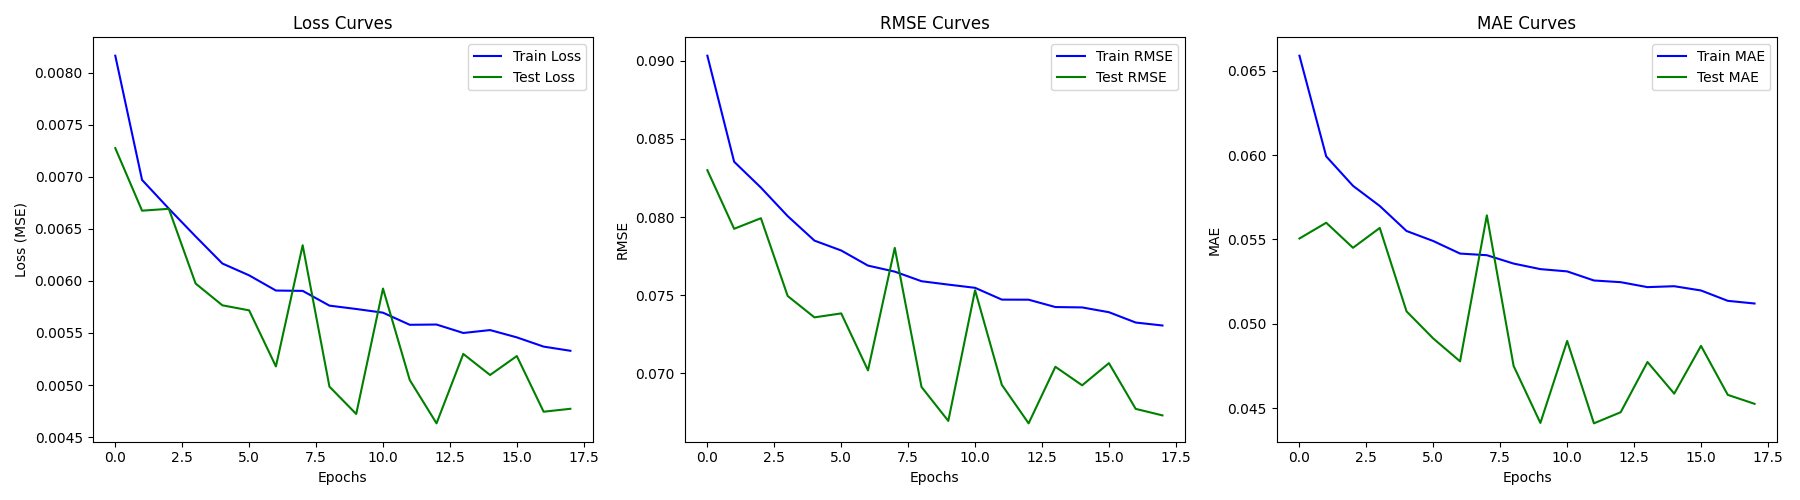 Loss Curves
Train Loss
Test Loss
Loss (MSE)
0.0080
0.0075
0.0070
0.0065
0.0060
0.0055
0.0050
0.0045
0.0 2.5 5.0 7.5 10.0 12.5 15.0 17.5
Epochs
RMSE Curves
Train RMSE
Test RMSE
RMSE
0.090
0.085
0.080
0.075
0.070
0.0 2.5 5.0 7.5 10.0 12.5 15.0 17.5
Epochs
MAE Curves
Train MAE
Test MAE
MAE
0.065
0.060
0.055
0.050
0.045
0.0 2.5 5.0 7.5 10.0 12.5 15.0 17.5
Epochs